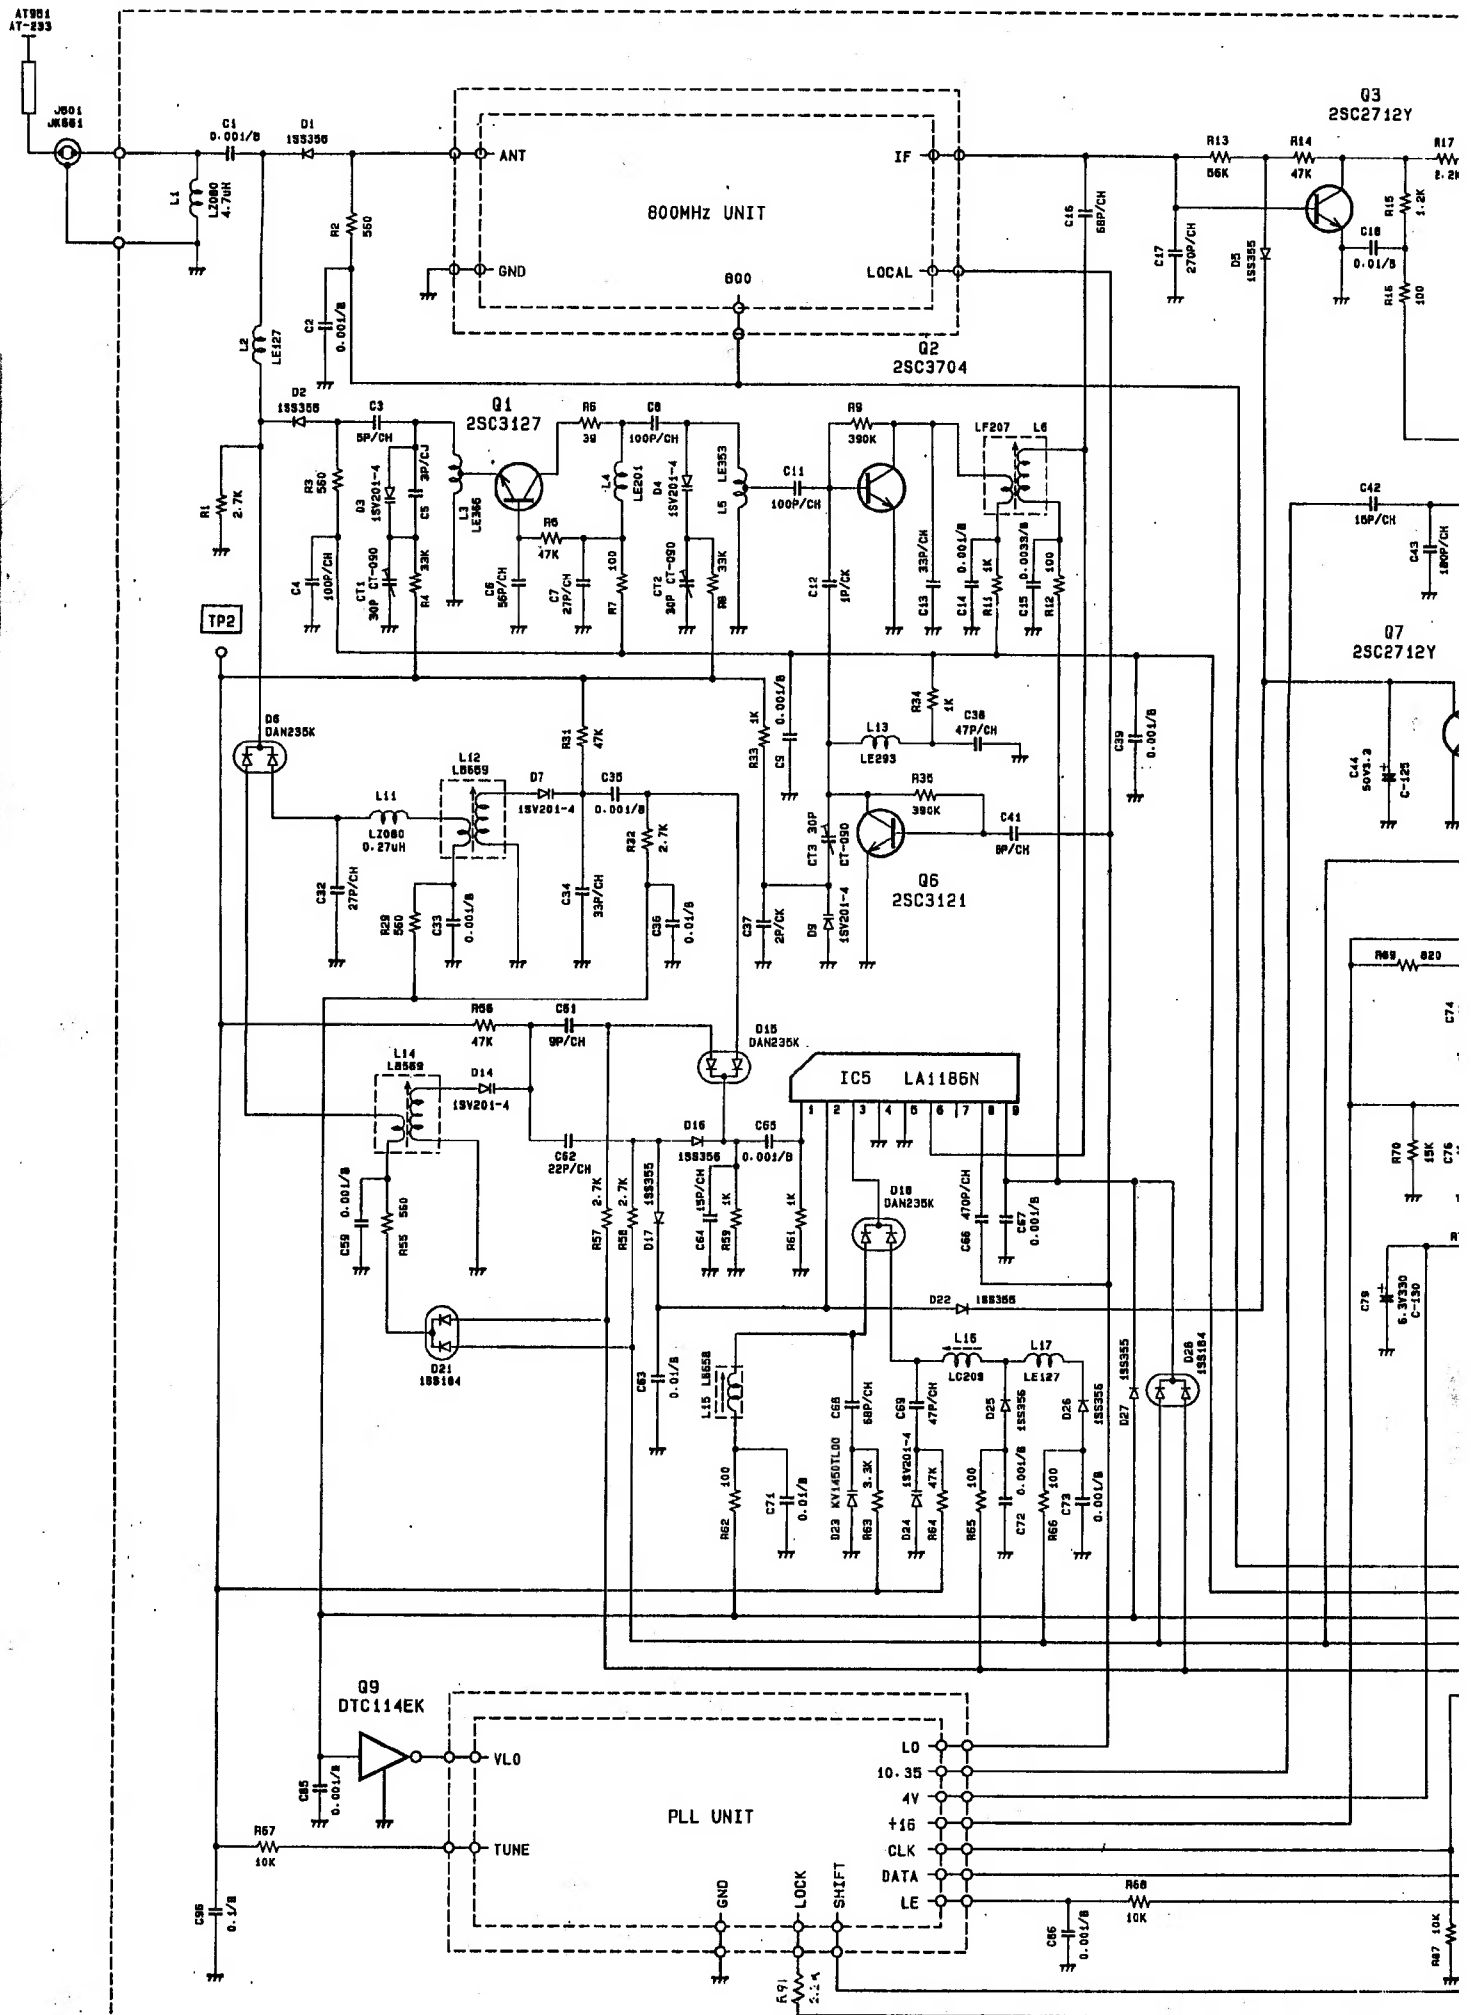 AT981
AT-293
J601
JK661
C1
0.001/B
D1
1SS356
L1
LZ080
4.7uH
R2
560
C2
0.001/B
L2
LE127
ANT
IF
800MHz UNIT
GND
LOCAL
800
Q2
2SC3704
C16
68P/CH
C17
270P/CH
Q3
2SC2712Y
R13
56K
R14
47K
R17
2.2K
D5
1SS355
R15
1.2K
C18
0.01/B
R16
100
D2
1SS356
C3
5P/CH
Q1
2SC3127
R6
39
C8
100P/CH
R9
390K
LF207
L6
R1
2.7K
R3
560
D3
1SV201-4
C5
3P/CJ
L3
LE366
L4
LE201
D4
1SV201-4
L5
LE353
C11
100P/CH
C4
100P/CH
CT1
30P CT-090
R4
33K
R5
47K
C6
56P/CH
C7
27P/CH
R7
100
CT2
30P CT-090
R8
33K
C12
1P/CK
C13
33P/CH
C14
0.001/B
R11
1K
C15
0.0033/B
R12
100
C42
15P/CH
C43
180P/CH
Q7
2SC2712Y
TP2
D6
DAN235K
R31
47K
R33
1K
C9
0.001/B
L13
LE293
R34
1K
C38
47P/CH
C39
0.001/B
C44
50V3.3
C-125
L12
LB559
D7
1SV201-4
C35
0.001/B
R32
2.7K
L11
LZ080
0.27uH
C32
27P/CH
R29
560
C33
0.001/B
C34
33P/CH
C36
0.01/B
C37
2P/CK
CT3 30P
CT-090
D9
1SV201-4
R35
390K
C41
8P/CH
Q6
2SC3121
R69
820
C74
R56
47K
C61
9P/CH
D15
DAN235K
L14
LB569
D14
1SV201-4
IC5 LA1186N
1
2
3
4
5
6
7
8
9
C62
22P/CH
D16
1SS356
C65
0.001/B
C59
0.001/B
R55
560
R57
2.7K
R58
2.7K
D17
1SS355
C64
15P/CH
R59
1K
R61
1K
D18
DAN235K
C66
470P/CH
C67
0.001/B
R70
15K
C76
D21
1SS184
D22
1SS355
C63
0.01/B
L15 LB658
C68
68P/CH
C69
47P/CH
L16
LC209
L17
LE127
D25
1SS356
D26
1SS356
D27
1SS355
D28
1SS184
C79
6.3V330
C-130
R62
100
C71
0.01/B
D23
KV1450TL00
R63
3.3K
D24
1SV201-4
R64
47K
R65
100
C72
0.001/B
R66
100
C73
0.001/B
Q9
DTC114EK
VLO
TUNE
PLL UNIT
LO
10.35
4V
+16
CLK
DATA
LE
GND
LOCK
SHIFT
C85
0.001/B
R67
10K
C96
0.1/B
R91
C86
0.001/B
R68
10K
R87
10K